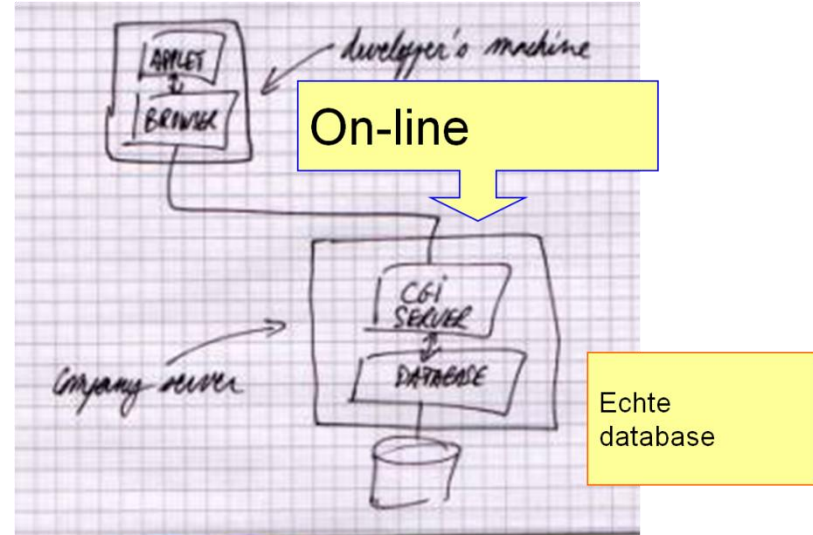 developer's machine
APPLET
BROWSER
On-line
CGI
SERVER
company server
DATABASE
Echte
database